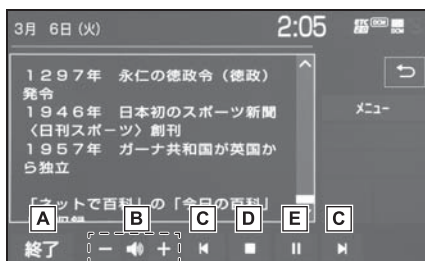 3月 6日 (火)
2:05
1297年 永仁の徳政令（徳政）
発令
1946年 日本初のスポーツ新聞
〈日刊スポーツ〉創刊
1957年 ガーナ共和国が英国か
ら独立
「ネットで百科」の「今日の百科」
メニュー
A
B
C
D
E
C
終了